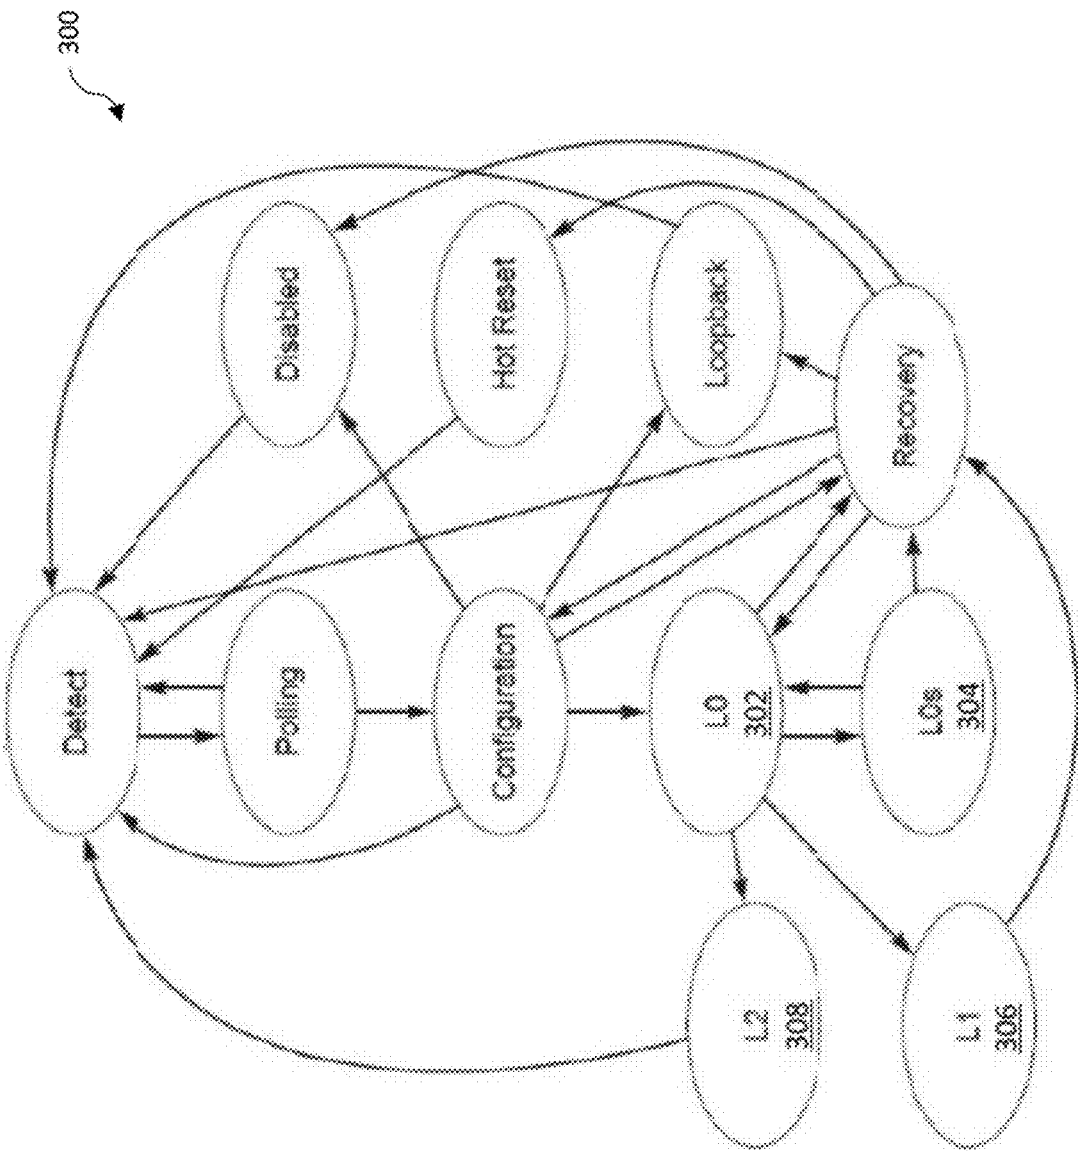 300
Detect
Polling
Configuration
L0
302
L0s
304
L2
308
L1
306
Disabled
Hot Reset
Loopback
Recovery